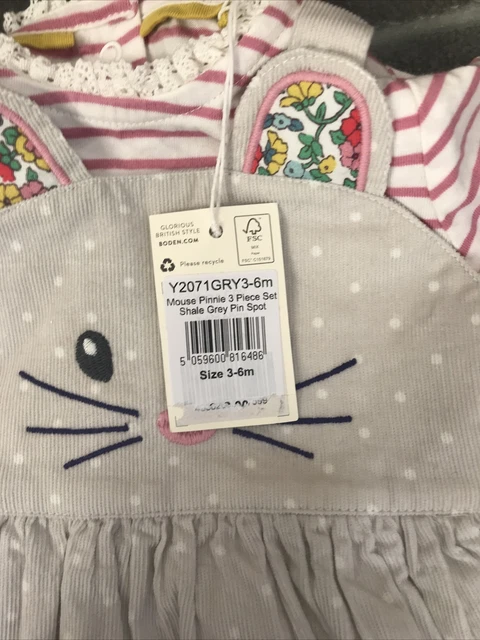 GLORIOUS
BRITISH STYLE
BODEN.COM
FSC
Please recycle
Y2071GRY3-6m
Mouse Pinnie 3 Piece Set
Shale Grey Pin Spot
5 059600 816486
Size 3-6m